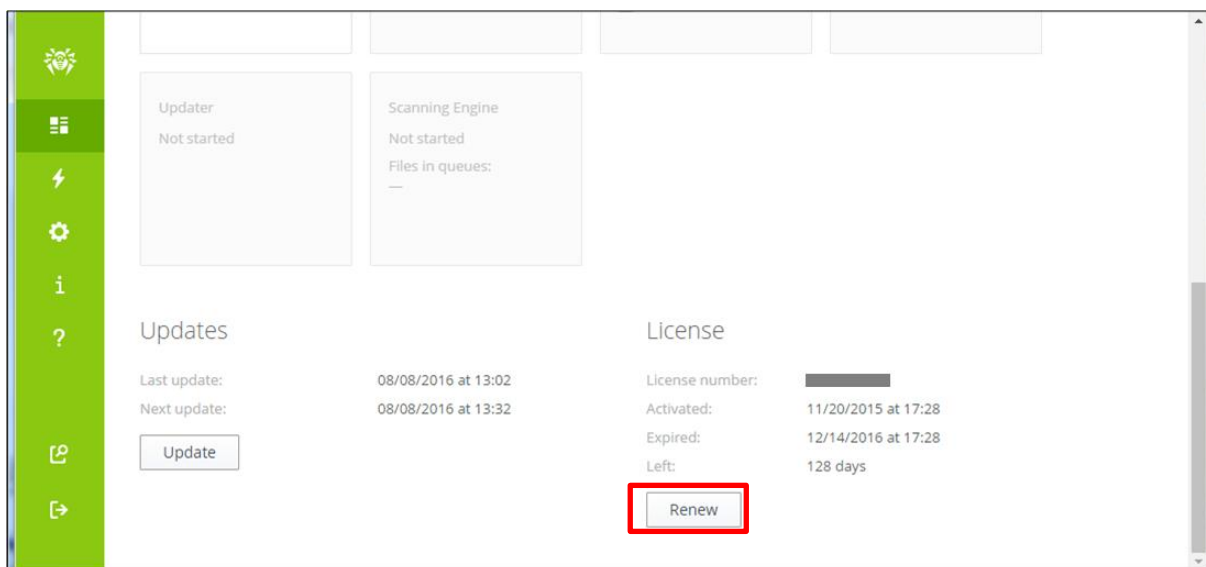 Updater
Not started
Scanning Engine
Not started
Files in queues:
—
Updates
Last update: 08/08/2016 at 13:02
Next update: 08/08/2016 at 13:32
Update
License
License number:
Activated: 11/20/2015 at 17:28
Expired: 12/14/2016 at 17:28
Left: 128 days
Renew